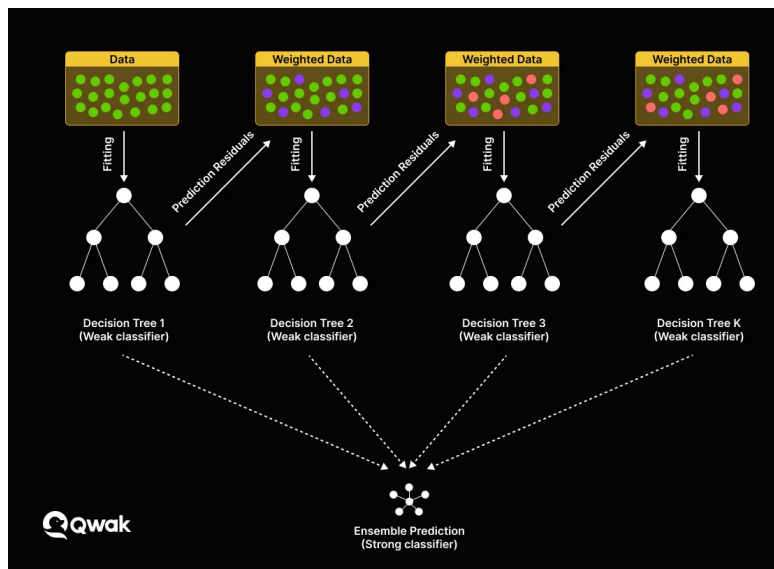 Data
Weighted Data
Weighted Data
Weighted Data
Fitting
Prediction Residuals
Fitting
Prediction Residuals
Fitting
Prediction Residuals
Fitting
Decision Tree 1
(Weak classifier)
Decision Tree 2
(Weak classifier)
Decision Tree 3
(Weak classifier)
Decision Tree K
(Weak classifier)
Qwak
Ensemble Prediction
(Strong classifier)